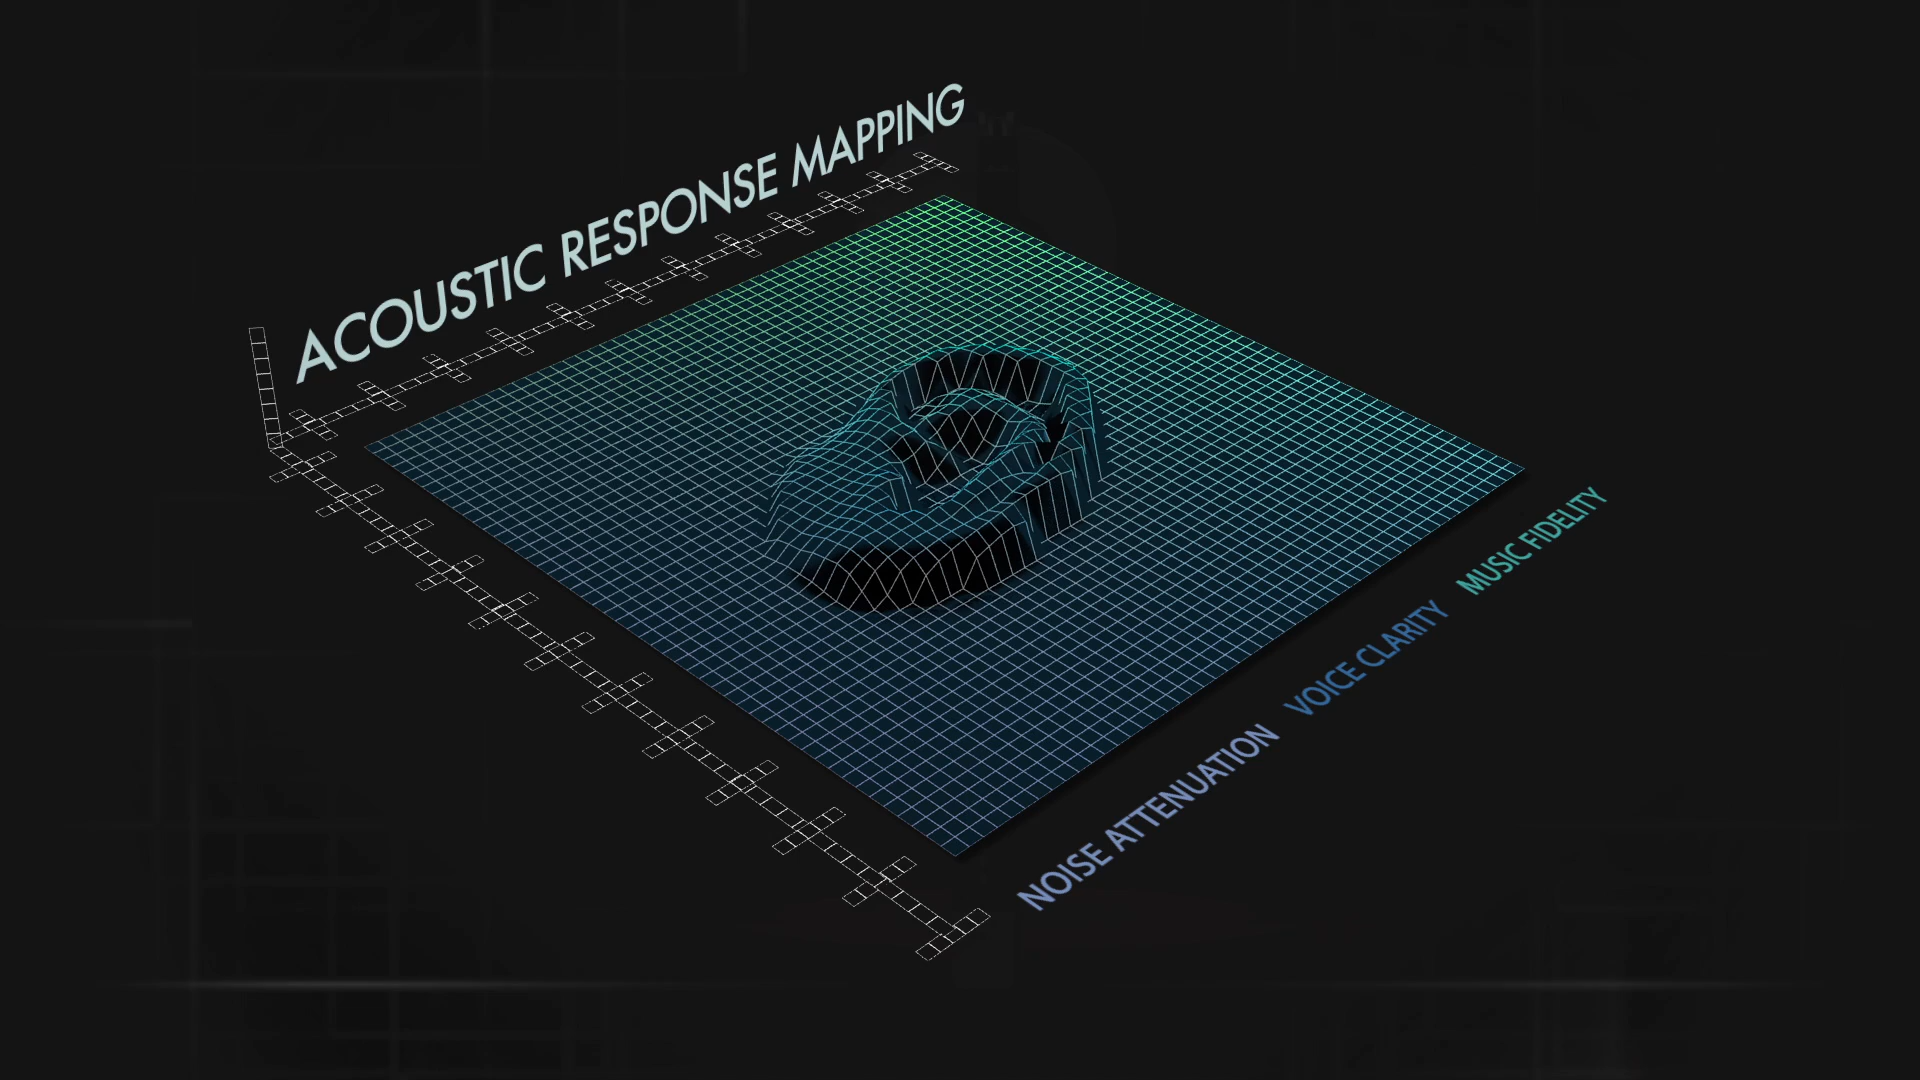 ACOUSTIC RESPONSE MAPPING
MUSIC FIDELITY
VOICE CLARITY
NOISE ATTENUATION